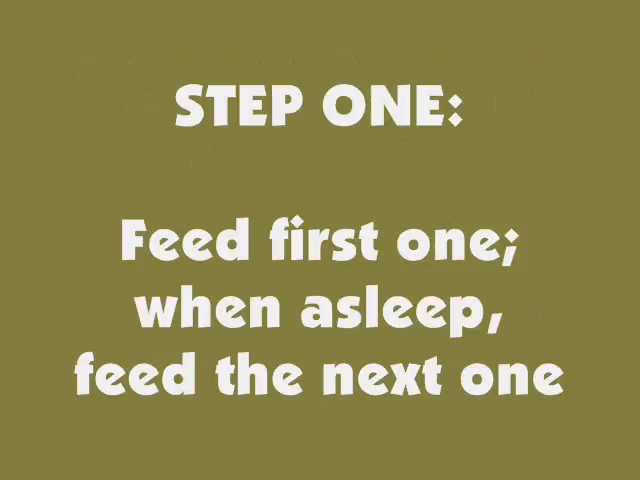 STEP ONE:
Feed first one;
when asleep,
feed the next one